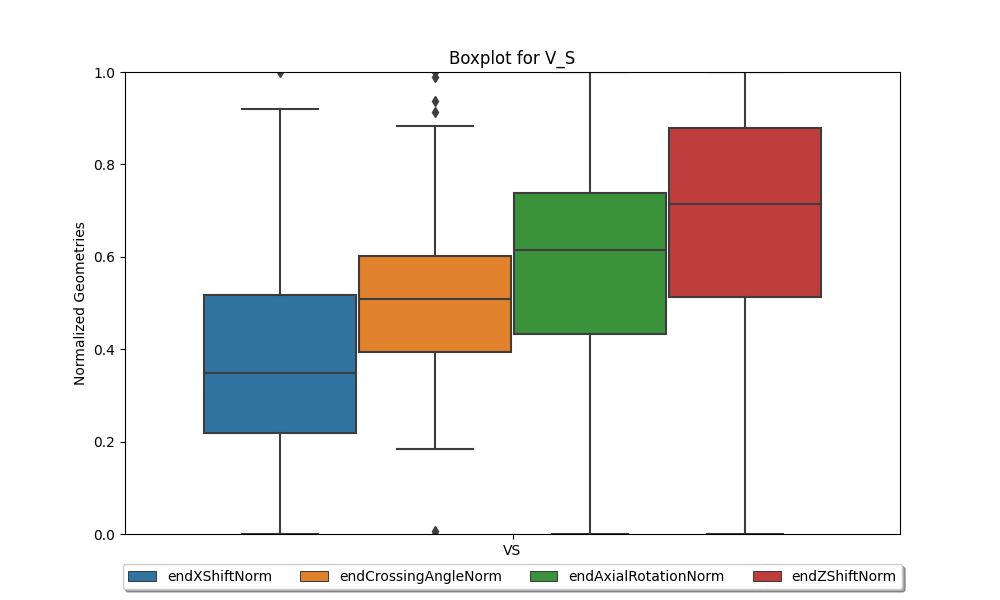 Boxplot for V_S
1.0
0.8
0.6
0.4
0.2
0.0
Normalized Geometries
VS
endXShiftNorm endCrossingAngleNorm endAxialRotationNorm endZShiftNorm